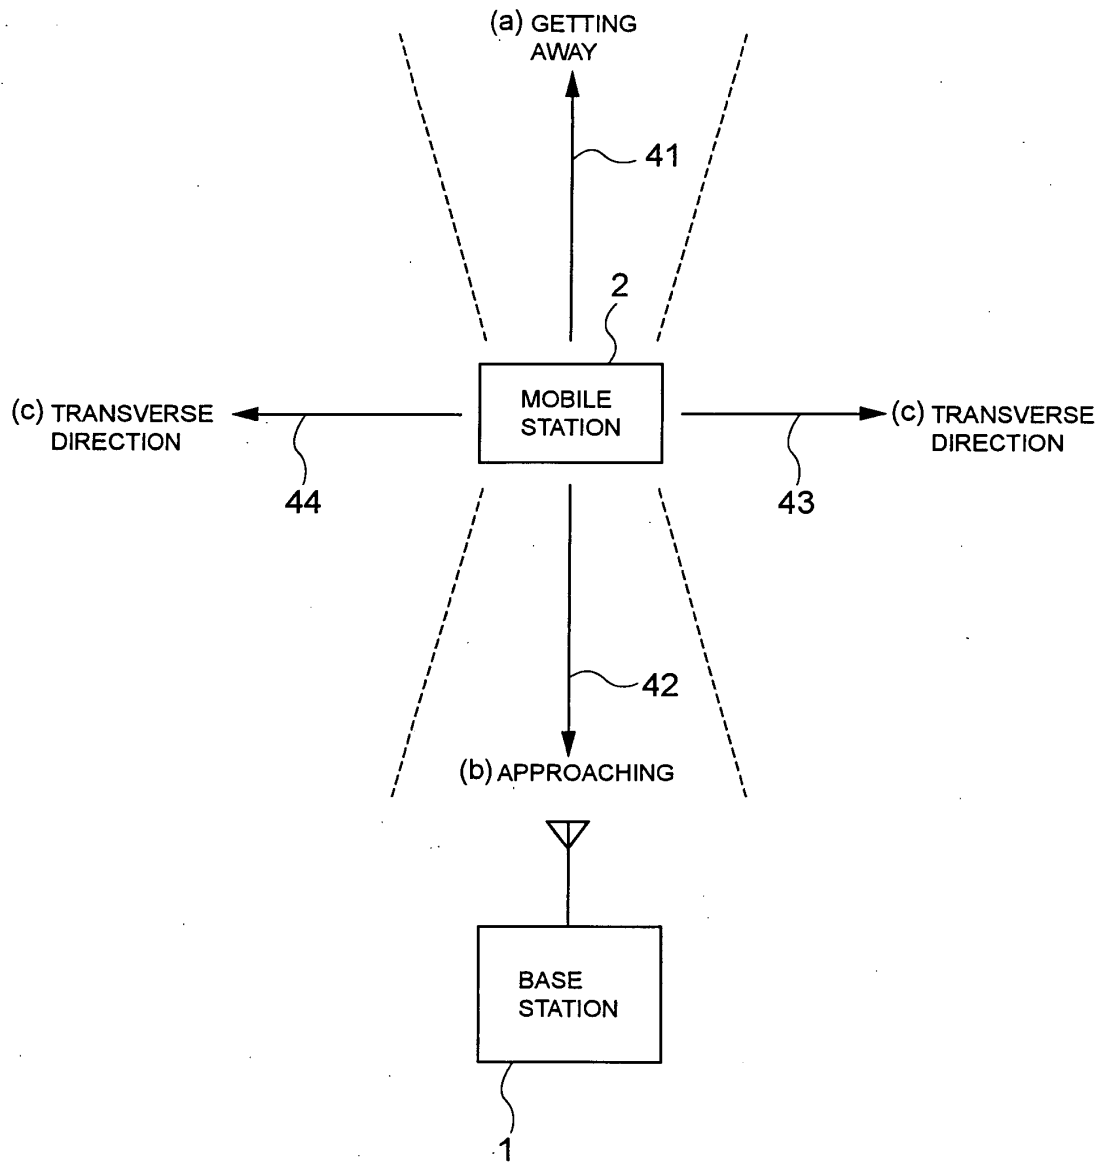 (a) GETTING
AWAY
41
2
MOBILE
STATION
(c) TRANSVERSE
DIRECTION
(c) TRANSVERSE
DIRECTION
44
43
42
(b) APPROACHING
BASE
STATION
1